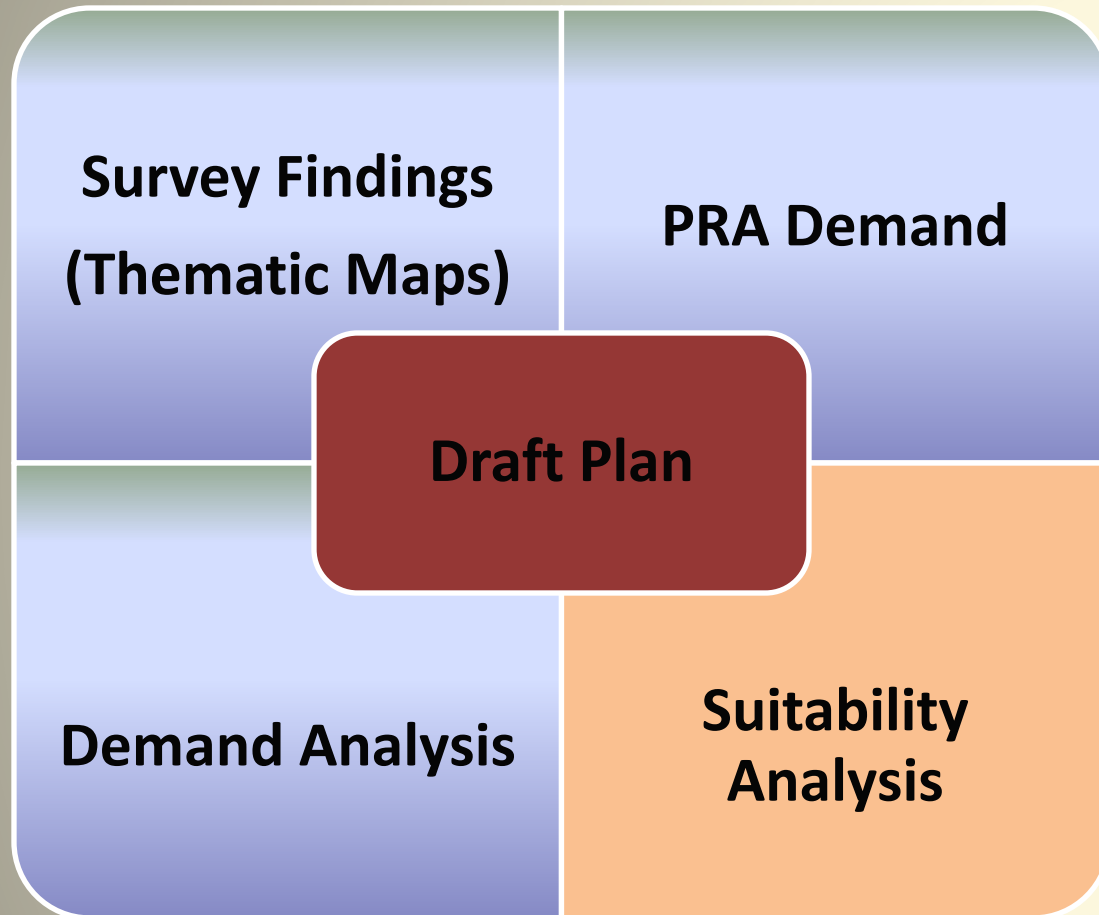 Survey Findings
(Thematic Maps)
PRA Demand
Draft Plan
Demand Analysis
Suitability
Analysis